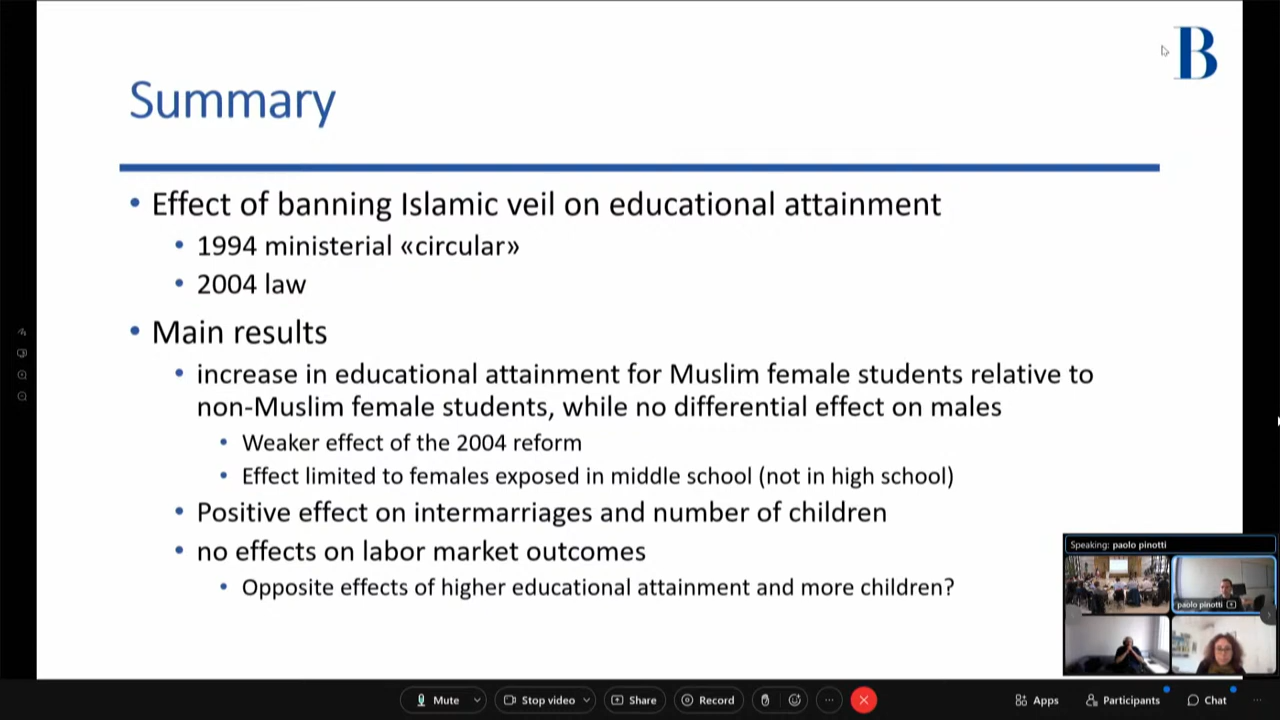 B
Summary
• Effect of banning Islamic veil on educational attainment
• 1994 ministerial «circular»
• 2004 law
• Main results
• increase in educational attainment for Muslim female students relative to
non-Muslim female students, while no differential effect on males
• Weaker effect of the 2004 reform
• Effect limited to females exposed in middle school (not in high school)
• Positive effect on intermarriages and number of children
• no effects on labor market outcomes
• Opposite effects of higher educational attainment and more children?
Speaking: paolo pinotti
paolo pinotti
Mute Stop video Share Record Apps Participants Chat